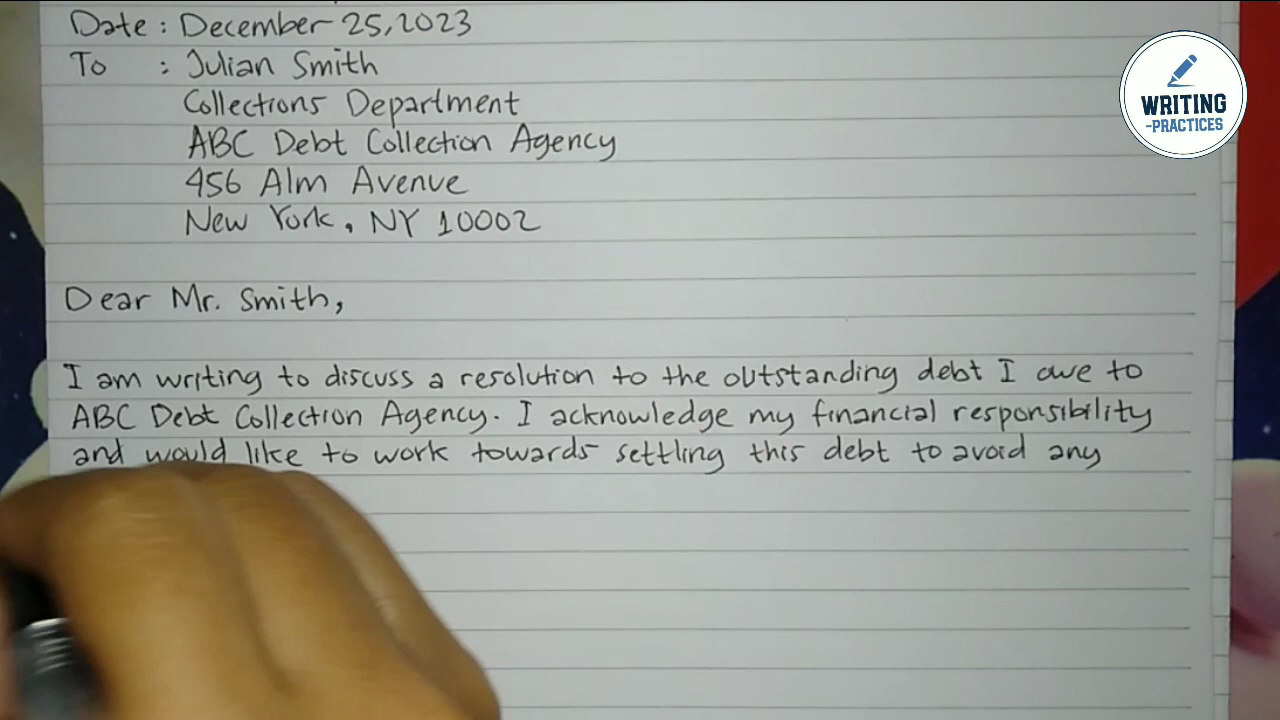 Date : December 25, 2023
To : Julian Smith
Collections Department
ABC Debt Collection Agency
456 Alm Avenue
New York, NY 10002
Dear Mr. Smith,
I am writing to discuss a resolution to the outstanding debt I owe to
ABC Debt Collection Agency. I acknowledge my financial responsibility
and would like to work towards settling this debt to avoid any
WRITING
-PRACTICES